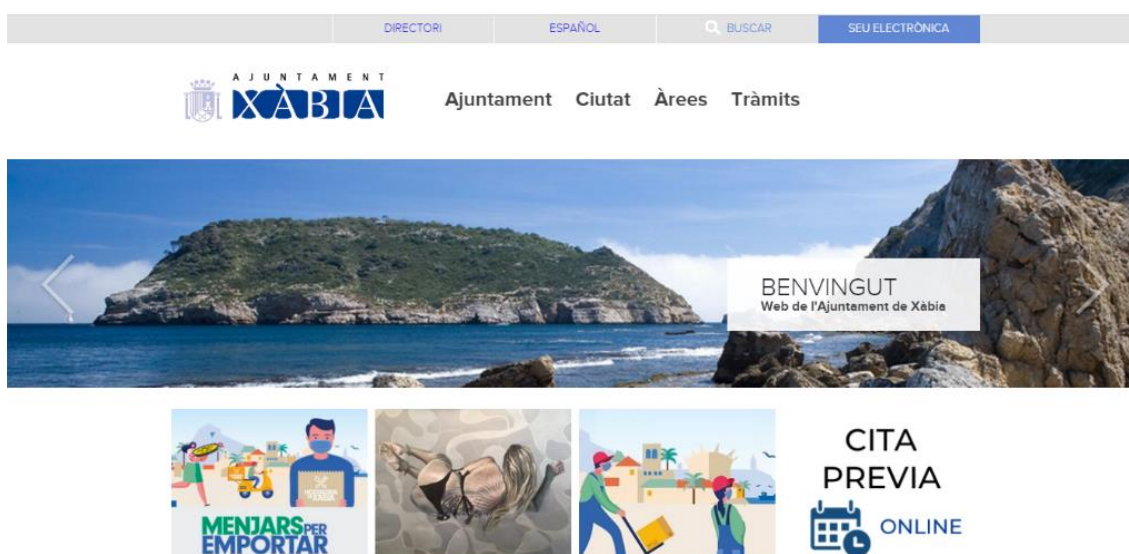 DIRECTORI ESPAÑOL BUSCAR SEU ELECTRÒNICA
AJUNTAMENT
XÀBIA
Ajuntament Ciutat Àrees Tràmits
BENVINGUT
Web de l'Ajuntament de Xàbia
MENJARS PER
EMPORTAR
CITA
PREVIA
ONLINE